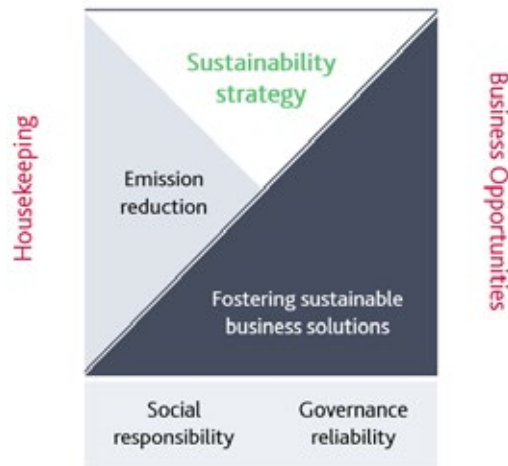 Sustainability
strategy
Housekeeping
Business Opportunities
Emission
reduction
Fostering sustainable
business solutions
Social
responsibility
Governance
reliability